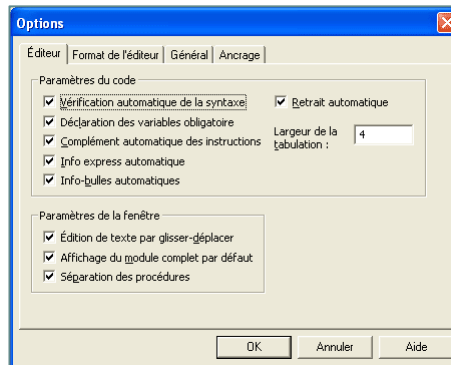 Options
Éditeur Format de l'éditeur Général Ancrage
Paramètres du code
Vérification automatique de la syntaxe
Déclaration des variables obligatoire
Complément automatique des instructions
Info express automatique
Info-bulles automatiques
Retrait automatique
Largeur de la
tabulation : 4
Paramètres de la fenêtre
Édition de texte par glisser-déplacer
Affichage du module complet par défaut
Séparation des procédures
OK Annuler Aide